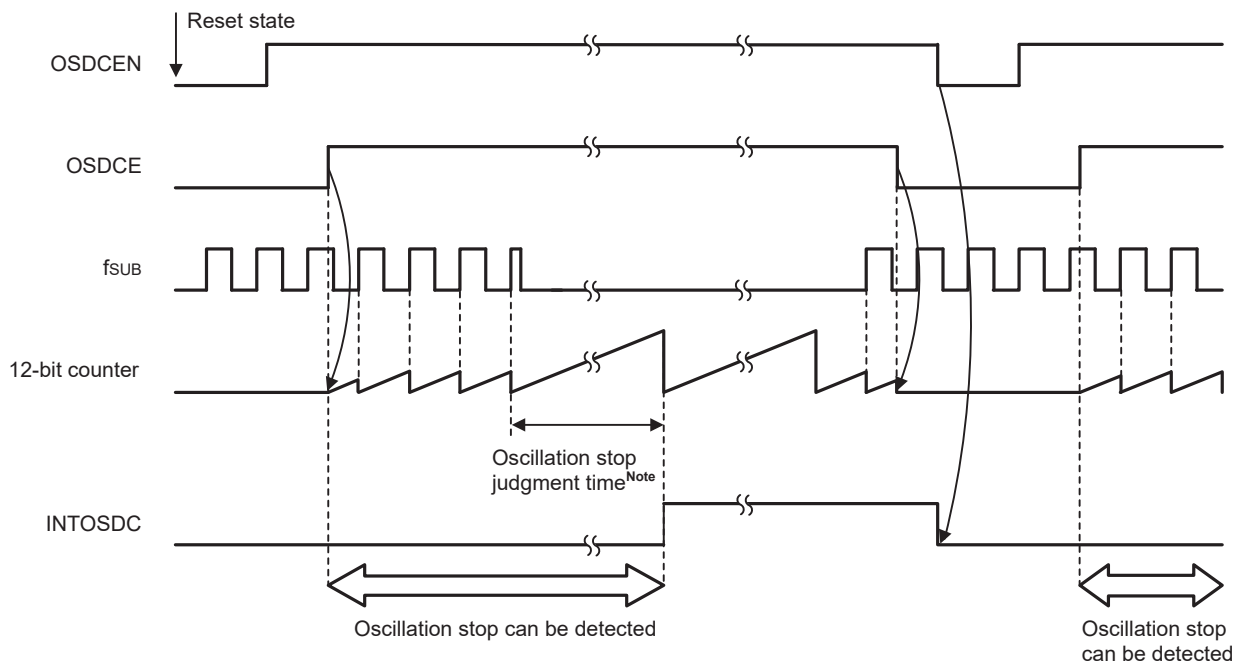 Reset state
OSDCEN
OSDCE
fSUB
12-bit counter
Oscillation stop
judgment timeNote
INTOSDC
Oscillation stop can be detected
Oscillation stop
can be detected